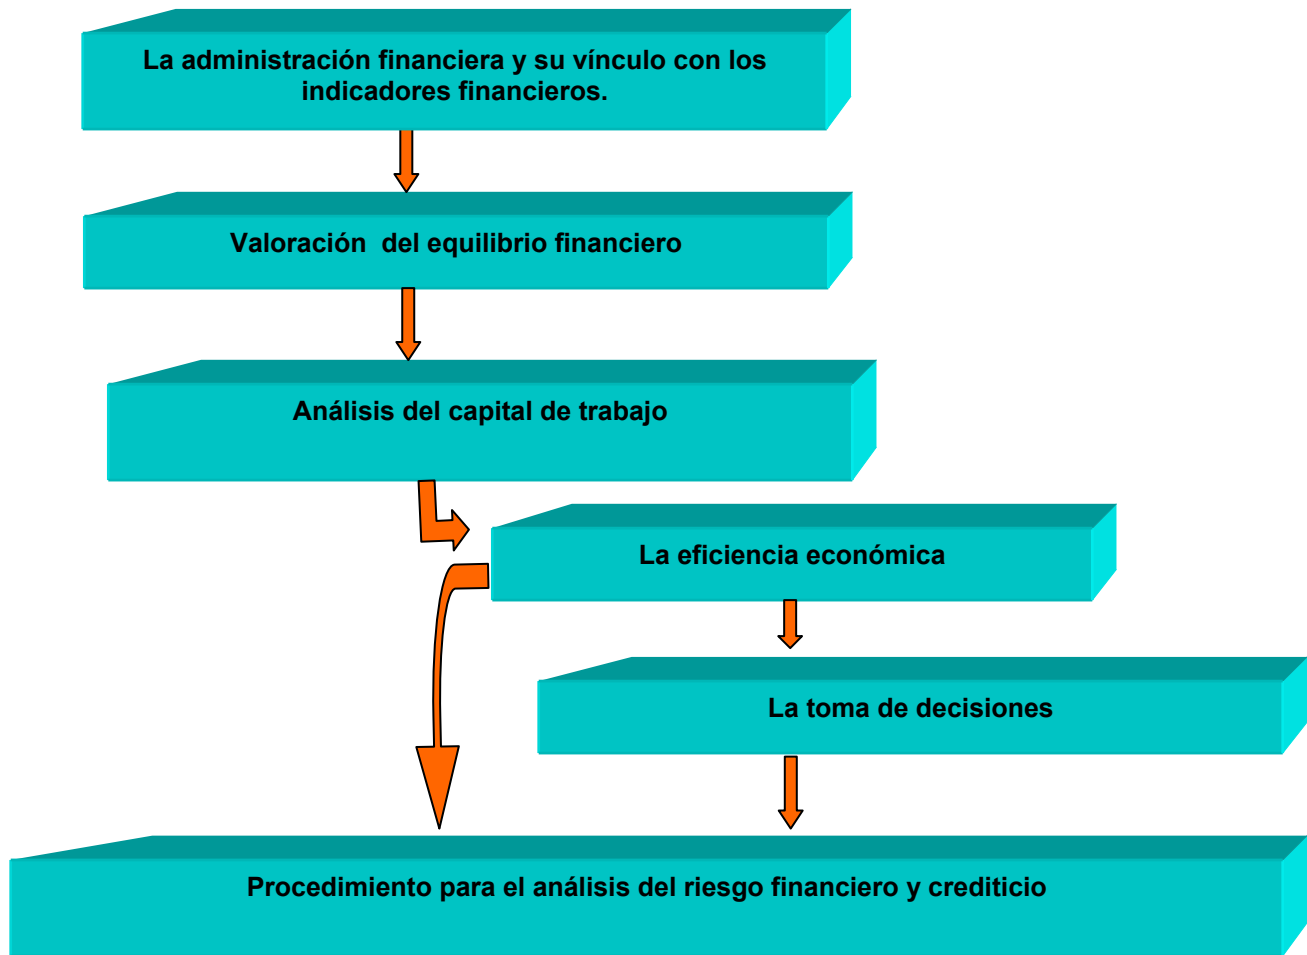 La administración financiera y su vínculo con los
indicadores financieros.
Valoración  del equilibrio financiero
Análisis del capital de trabajo
La eficiencia económica
La toma de decisiones
Procedimiento para el análisis del riesgo financiero y crediticio